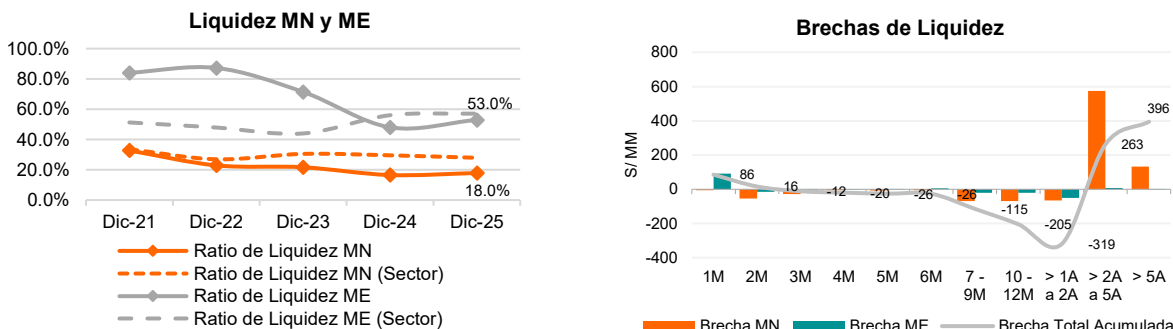 Liquidez MN y ME
100.0%
80.0%
60.0%
40.0%
20.0%
0.0%
53.0%
18.0%
Dic-21 Dic-22 Dic-23 Dic-24 Dic-25
Ratio de Liquidez MN
Ratio de Liquidez MN (Sector)
Ratio de Liquidez ME
Ratio de Liquidez ME (Sector)
Brechas de Liquidez
S/ MM
800
600
400
200
0
-200
-400
86 16 -12 -20 -26 -26 -115 -205 -319 263 396
1M 2M 3M 4M 5M 6M 7 - 9M 10 - 12M > 1A a 2A > 2A a 5A > 5A
Brecha MN Brecha ME Brecha Total Acumulada